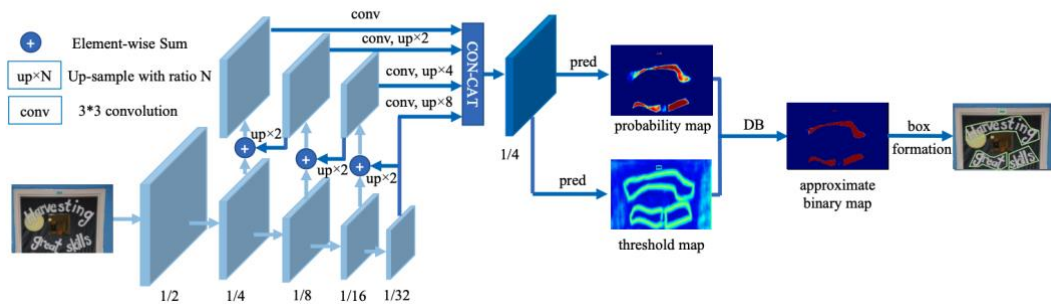 Element-wise Sum
up×N Up-sample with ratio N
conv 3*3 convolution
conv
conv, up×2
conv, up×4
conv, up×8
CON-CAT
up×2
up×2
up×2
1/2
1/4
1/8
1/16
1/32
1/4
pred
pred
probability map
threshold map
DB
approximate
binary map
box
formation
Harvesting
great skills
Harvesting
great skills